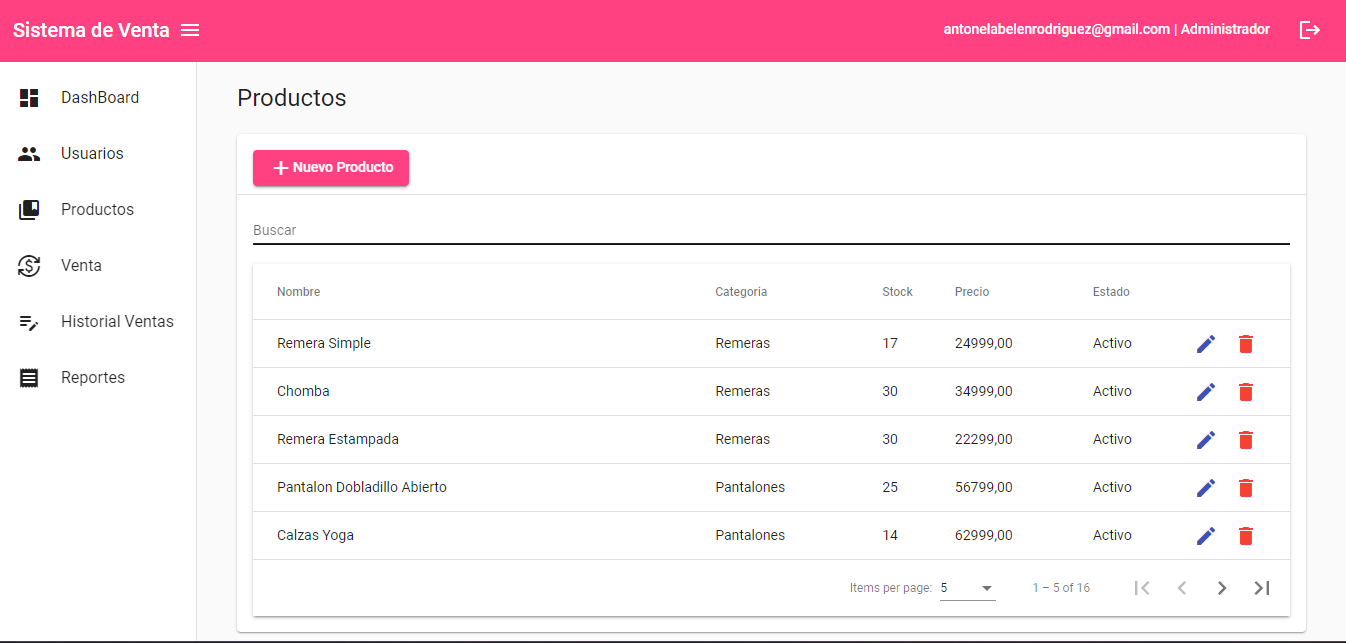 Sistema de Venta
antonelabelenrodriguez@gmail.com | Administrador
DashBoard
Usuarios
Productos
Venta
Historial Ventas
Reportes
Productos
Nuevo Producto
Buscar
Nombre Categoria Stock Precio Estado
Remera Simple Remeras 17 24999,00 Activo
Chomba Remeras 30 34999,00 Activo
Remera Estampada Remeras 30 22299,00 Activo
Pantalon Dobladillo Abierto Pantalones 25 56799,00 Activo
Calzas Yoga Pantalones 14 62999,00 Activo
Items per page: 5 1 – 5 of 16